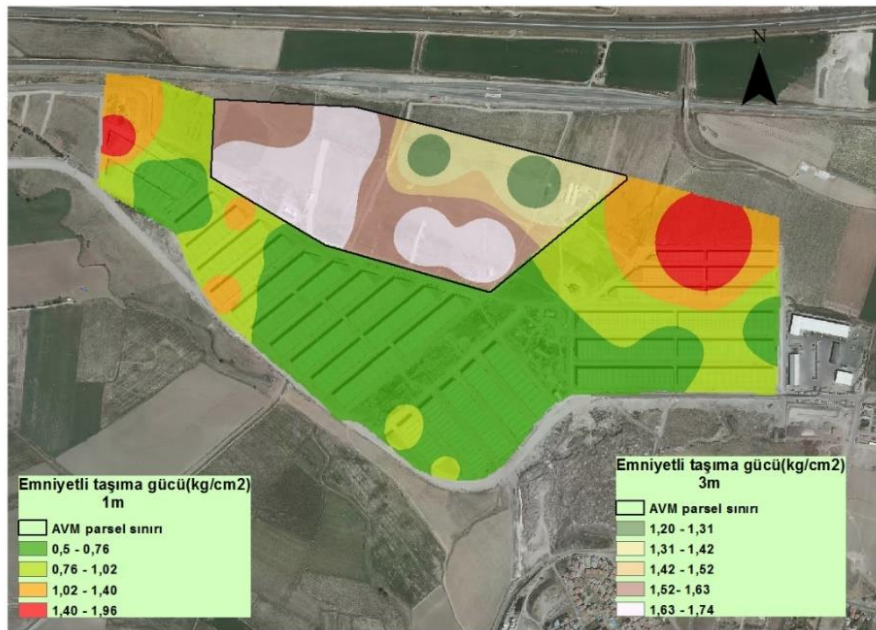 N
Emniyetli taşıma gücü(kg/cm2)
1m
AVM parsel sınırı
0,5 - 0,76
0,76 - 1,02
1,02 - 1,40
1,40 - 1,96
Emniyetli taşıma gücü(kg/cm2)
3m
AVM parsel sınırı
1,20 - 1,31
1,31 - 1,42
1,42 - 1,52
1,52- 1,63
1,63 - 1,74